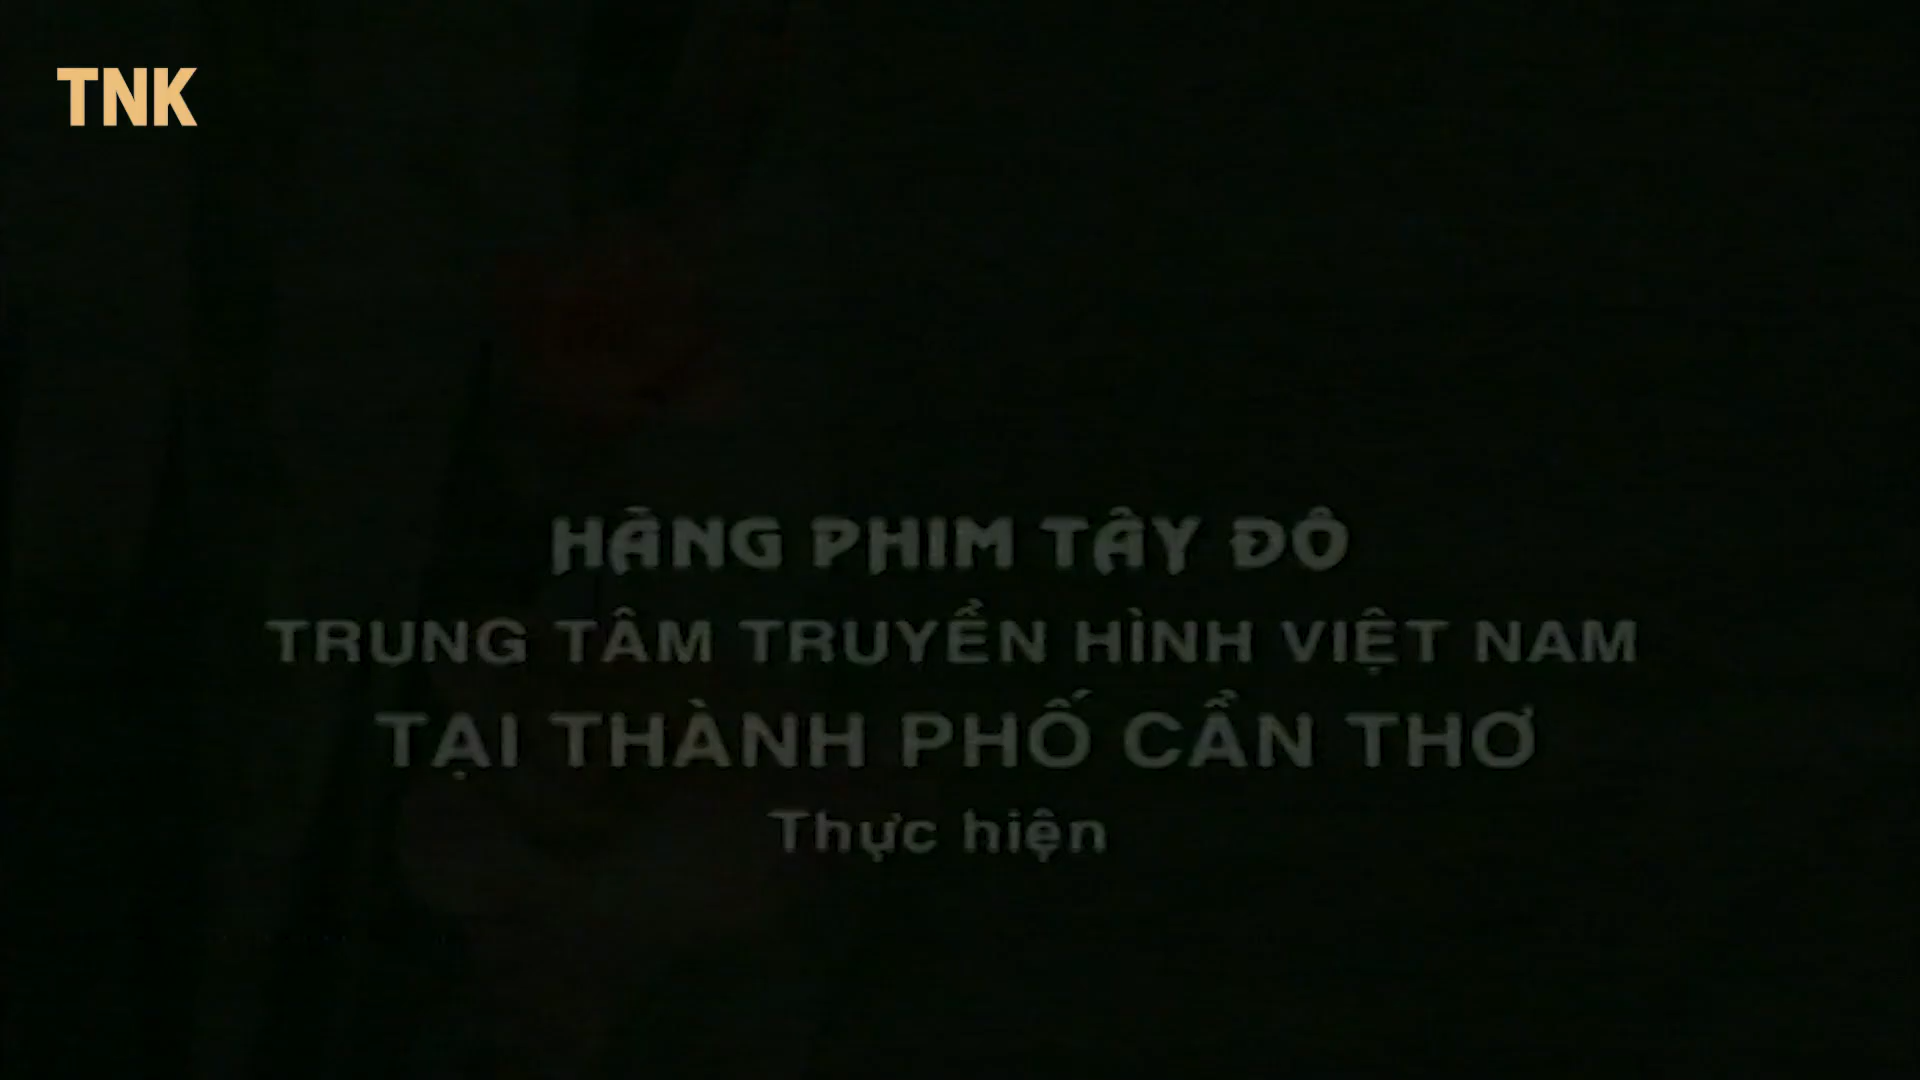 TNK
HÃNG PHIM TÂY ĐÔ
TRUNG TÂM TRUYỀN HÌNH VIỆT NAM
TẠI THÀNH PHỐ CẦN THƠ
Thực hiện